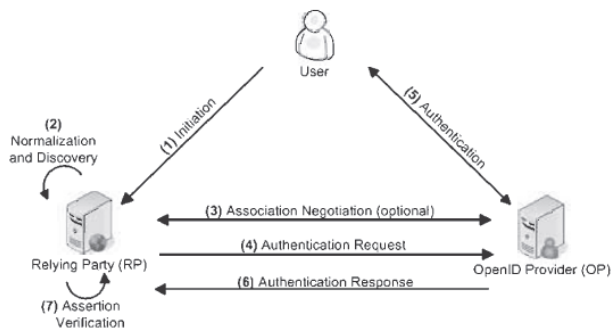 User
(1) Initiation
(5) Authentication
(2)
Normalization
and Discovery
(3) Association Negotiation (optional)
(4) Authentication Request
Relying Party (RP)
OpenID Provider (OP)
(6) Authentication Response
(7) Assertion
Verification